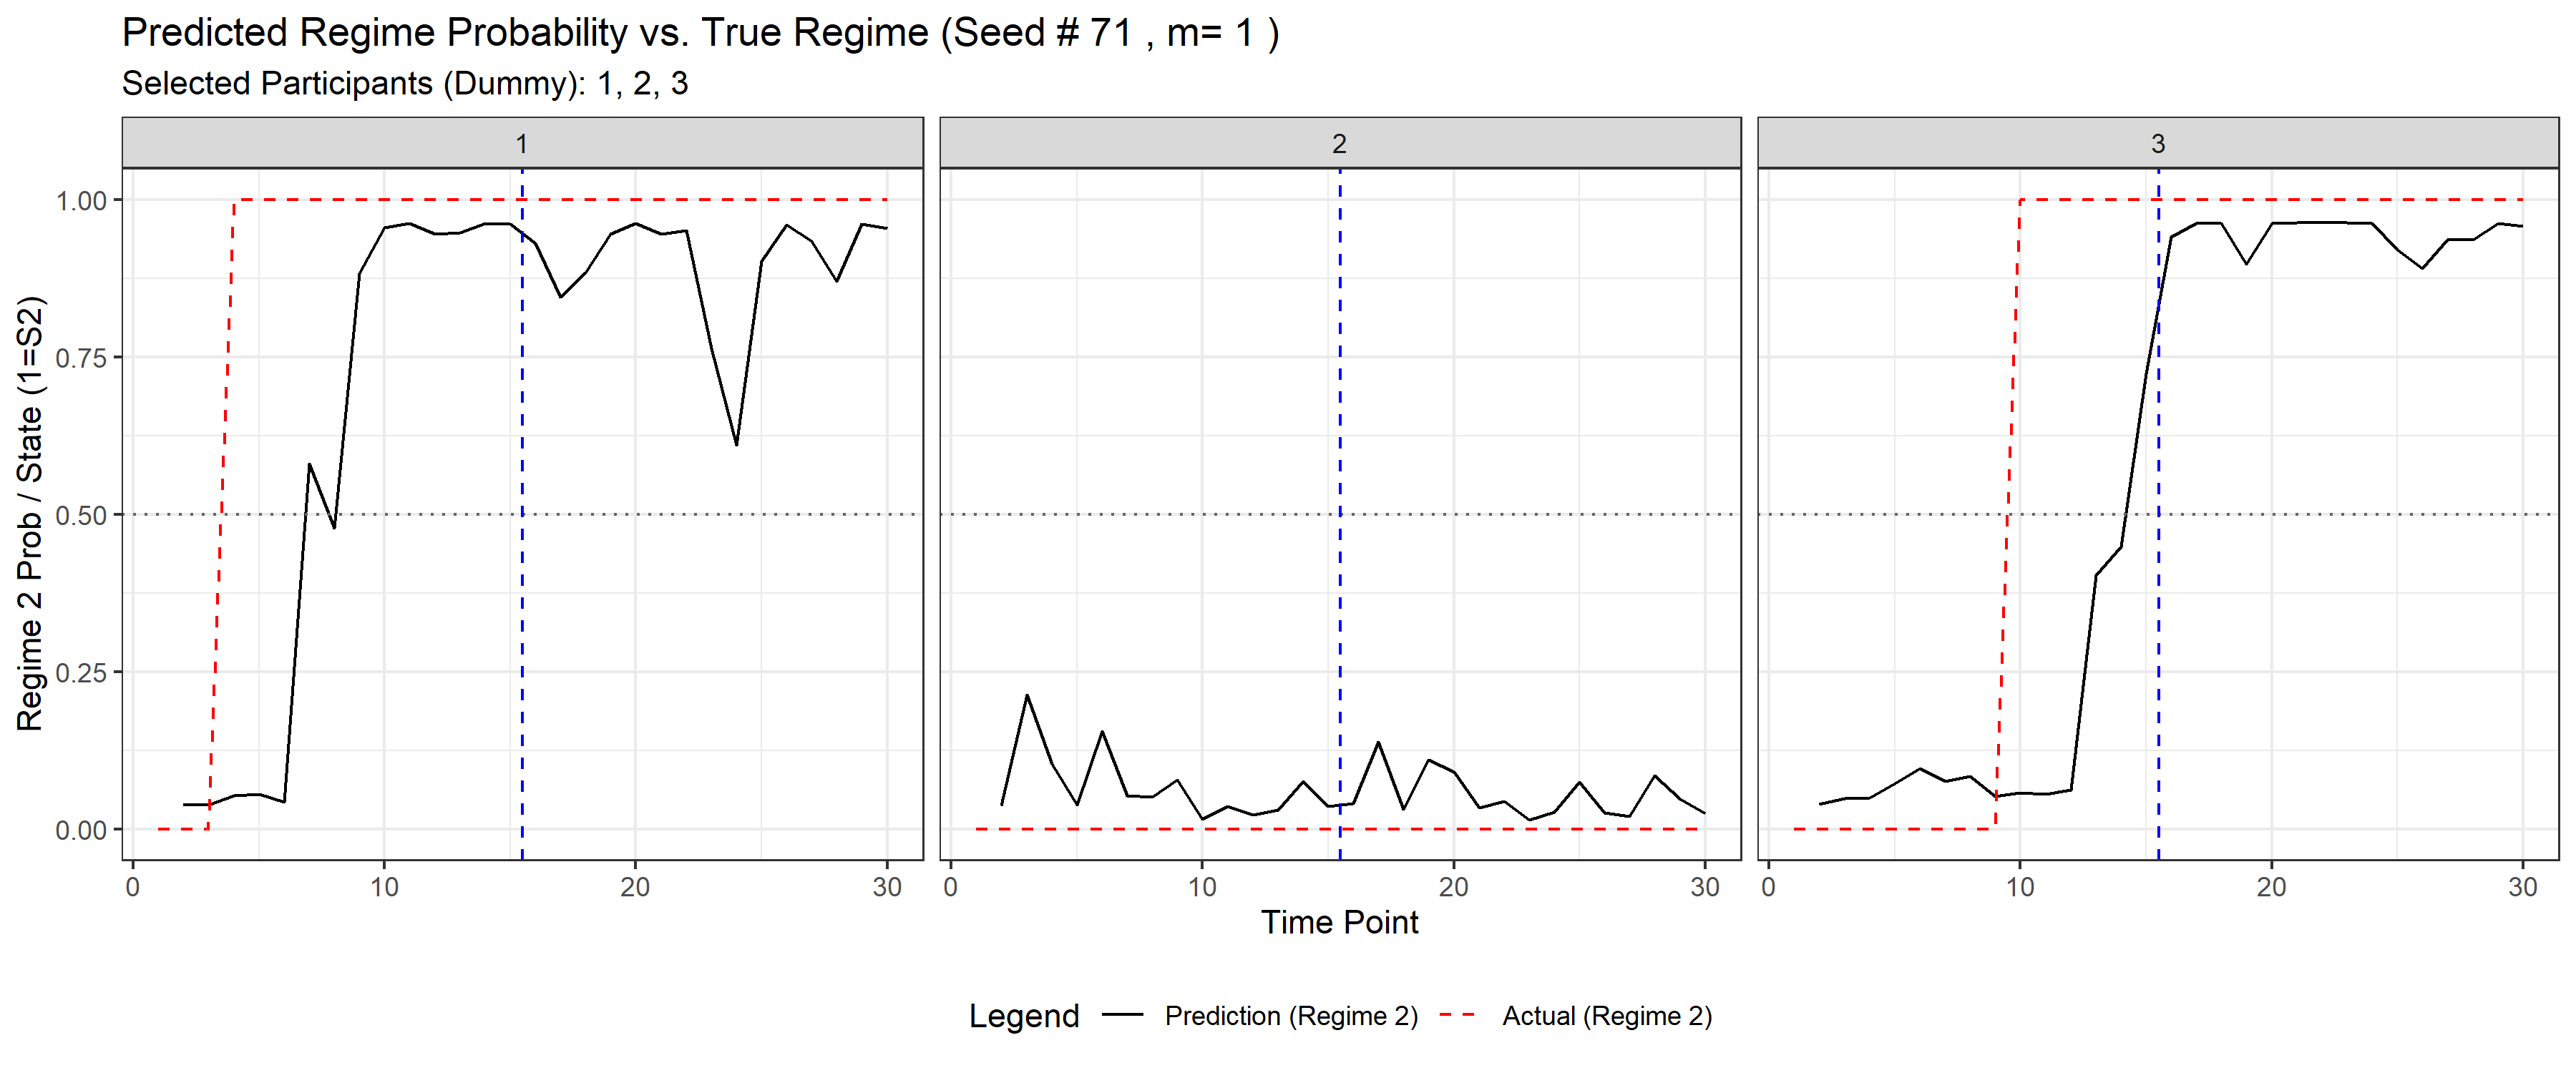 Predicted Regime Probability vs. True Regime (Seed # 71 , m= 1 )
Selected Participants (Dummy): 1, 2, 3
1 2 3
Regime 2 Prob / State (1=S2)
1.00
0.75
0.50
0.25
0.00
0 10 20 30 0 10 20 30 0 10 20 30
Time Point
Legend Prediction (Regime 2) Actual (Regime 2)